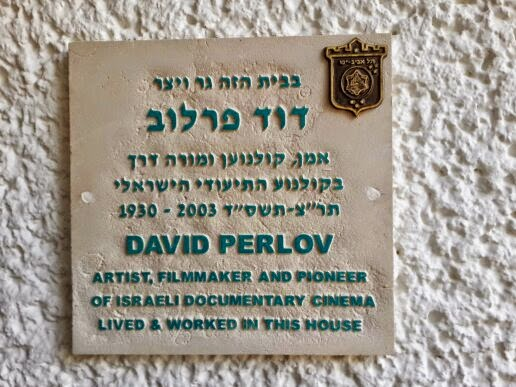 תל אביב-יפו
בבית הזה גר ויצר
דוד פרלוב
אמן, קולנוען ומורה דרך
בקולנוע התיעודי הישראלי
תר״צ-תשס״ד 2003 - 1930
DAVID PERLOV
ARTIST, FILMMAKER AND PIONEER
OF ISRAELI DOCUMENTARY CINEMA
LIVED & WORKED IN THIS HOUSE